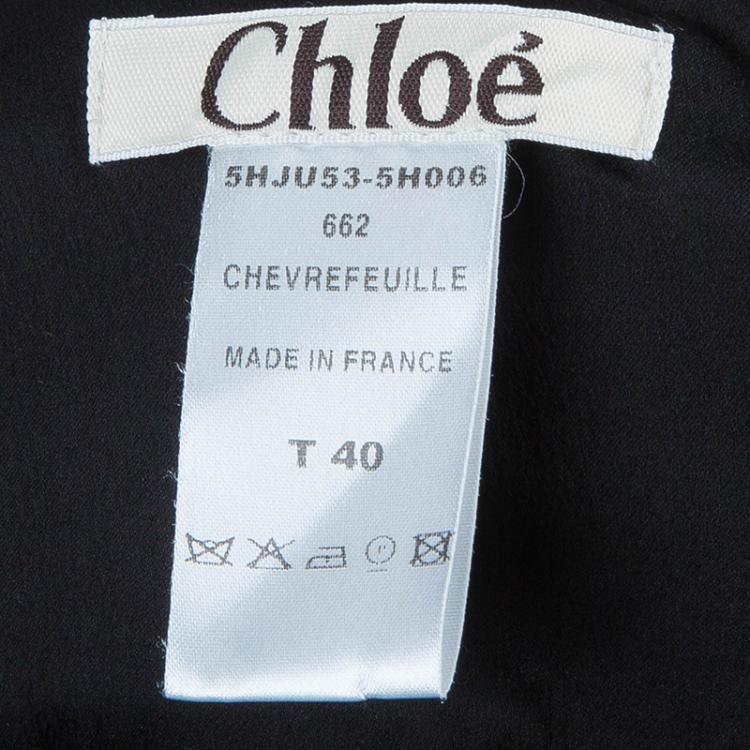 Chloé
5HJU53-5H006
662
CHEVREFEUILLE
MADE IN FRANCE
T 40